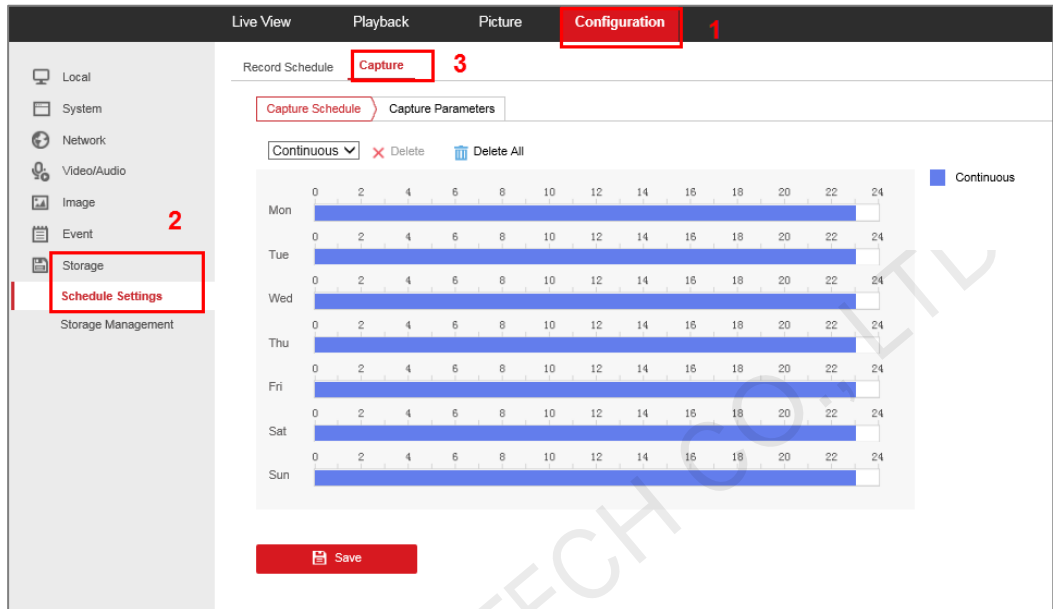 Live View Playback Picture Configuration 1
Local
System
Network
Video/Audio
Image
Event
2
Storage
Schedule Settings
Storage Management
Record Schedule Capture 3
Capture Schedule Capture Parameters
Continuous Delete Delete All
Continuous
0 2 4 6 8 10 12 14 16 18 20 22 24
Mon
0 2 4 6 8 10 12 14 16 18 20 22 24
Tue
0 2 4 6 8 10 12 14 16 18 20 22 24
Wed
0 2 4 6 8 10 12 14 16 18 20 22 24
Thu
0 2 4 6 8 10 12 14 16 18 20 22 24
Fri
0 2 4 6 8 10 12 14 16 18 20 22 24
Sat
0 2 4 6 8 10 12 14 16 18 20 22 24
Sun
Save
TECH CO., LTD